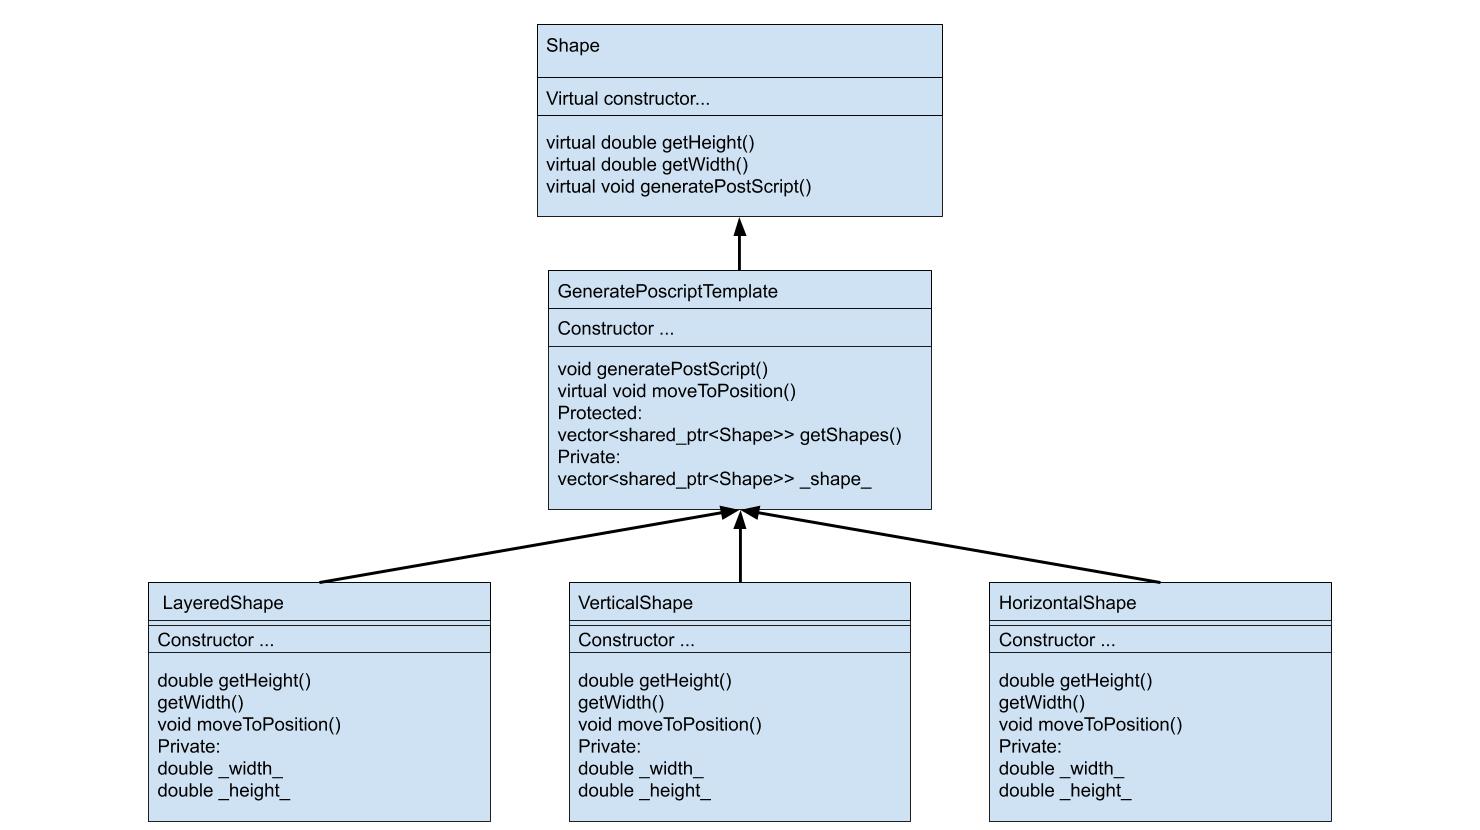 Shape
Virtual constructor...
virtual double getHeight()
virtual double getWidth()
virtual void generatePostScript()
GeneratePoscriptTemplate
Constructor ...
void generatePostScript()
virtual void moveToPosition()
Protected:
vector<shared_ptr<Shape>> getShapes()
Private:
vector<shared_ptr<Shape>> _shape_
LayeredShape
Constructor ...
double getHeight()
getWidth()
void moveToPosition()
Private:
double _width_
double _height_
VerticalShape
Constructor ...
double getHeight()
getWidth()
void moveToPosition()
Private:
double _width_
double _height_
HorizontalShape
Constructor ...
double getHeight()
getWidth()
void moveToPosition()
Private:
double _width_
double _height_